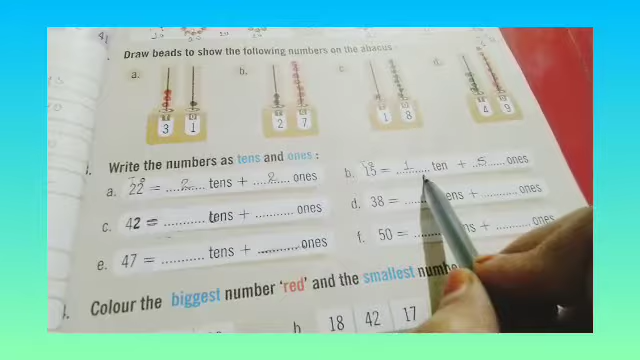 Draw beads to show the following numbers on the abacus
a. b. c. d.
3 1 2 7 1 8 4 9
Write the numbers as tens and ones :
a. 22 = ...2... tens + ...2... ones
b. 15 = ...1... ten + ...5... ones
c. 42 = .......... tens + .......... ones
d. 38 = ..... ens + .......... ones
e. 47 = .......... tens + .......... ones
f. 50 = ....... ns + .......... ones
Colour the biggest number 'red' and the smallest numbe
b 18 42 17